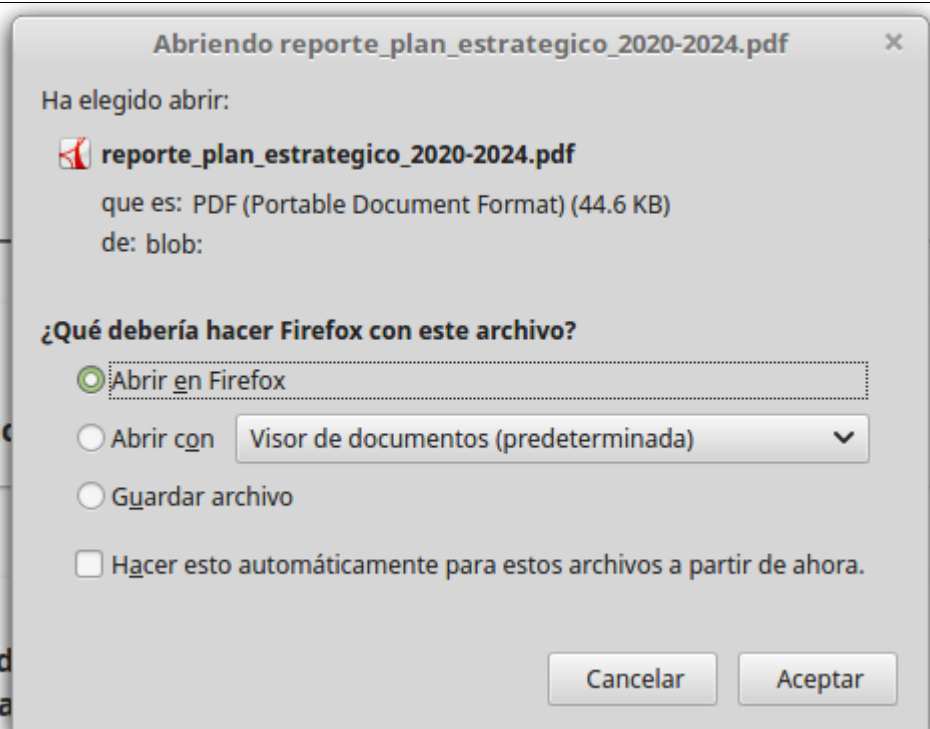 Abriendo reporte_plan_estrategico_2020-2024.pdf
Ha elegido abrir:
reporte_plan_estrategico_2020-2024.pdf
que es: PDF (Portable Document Format) (44.6 KB)
de: blob:
¿Qué debería hacer Firefox con este archivo?
Abrir en Firefox
Abrir con Visor de documentos (predeterminada)
Guardar archivo
Hacer esto automáticamente para estos archivos a partir de ahora.
Cancelar Aceptar